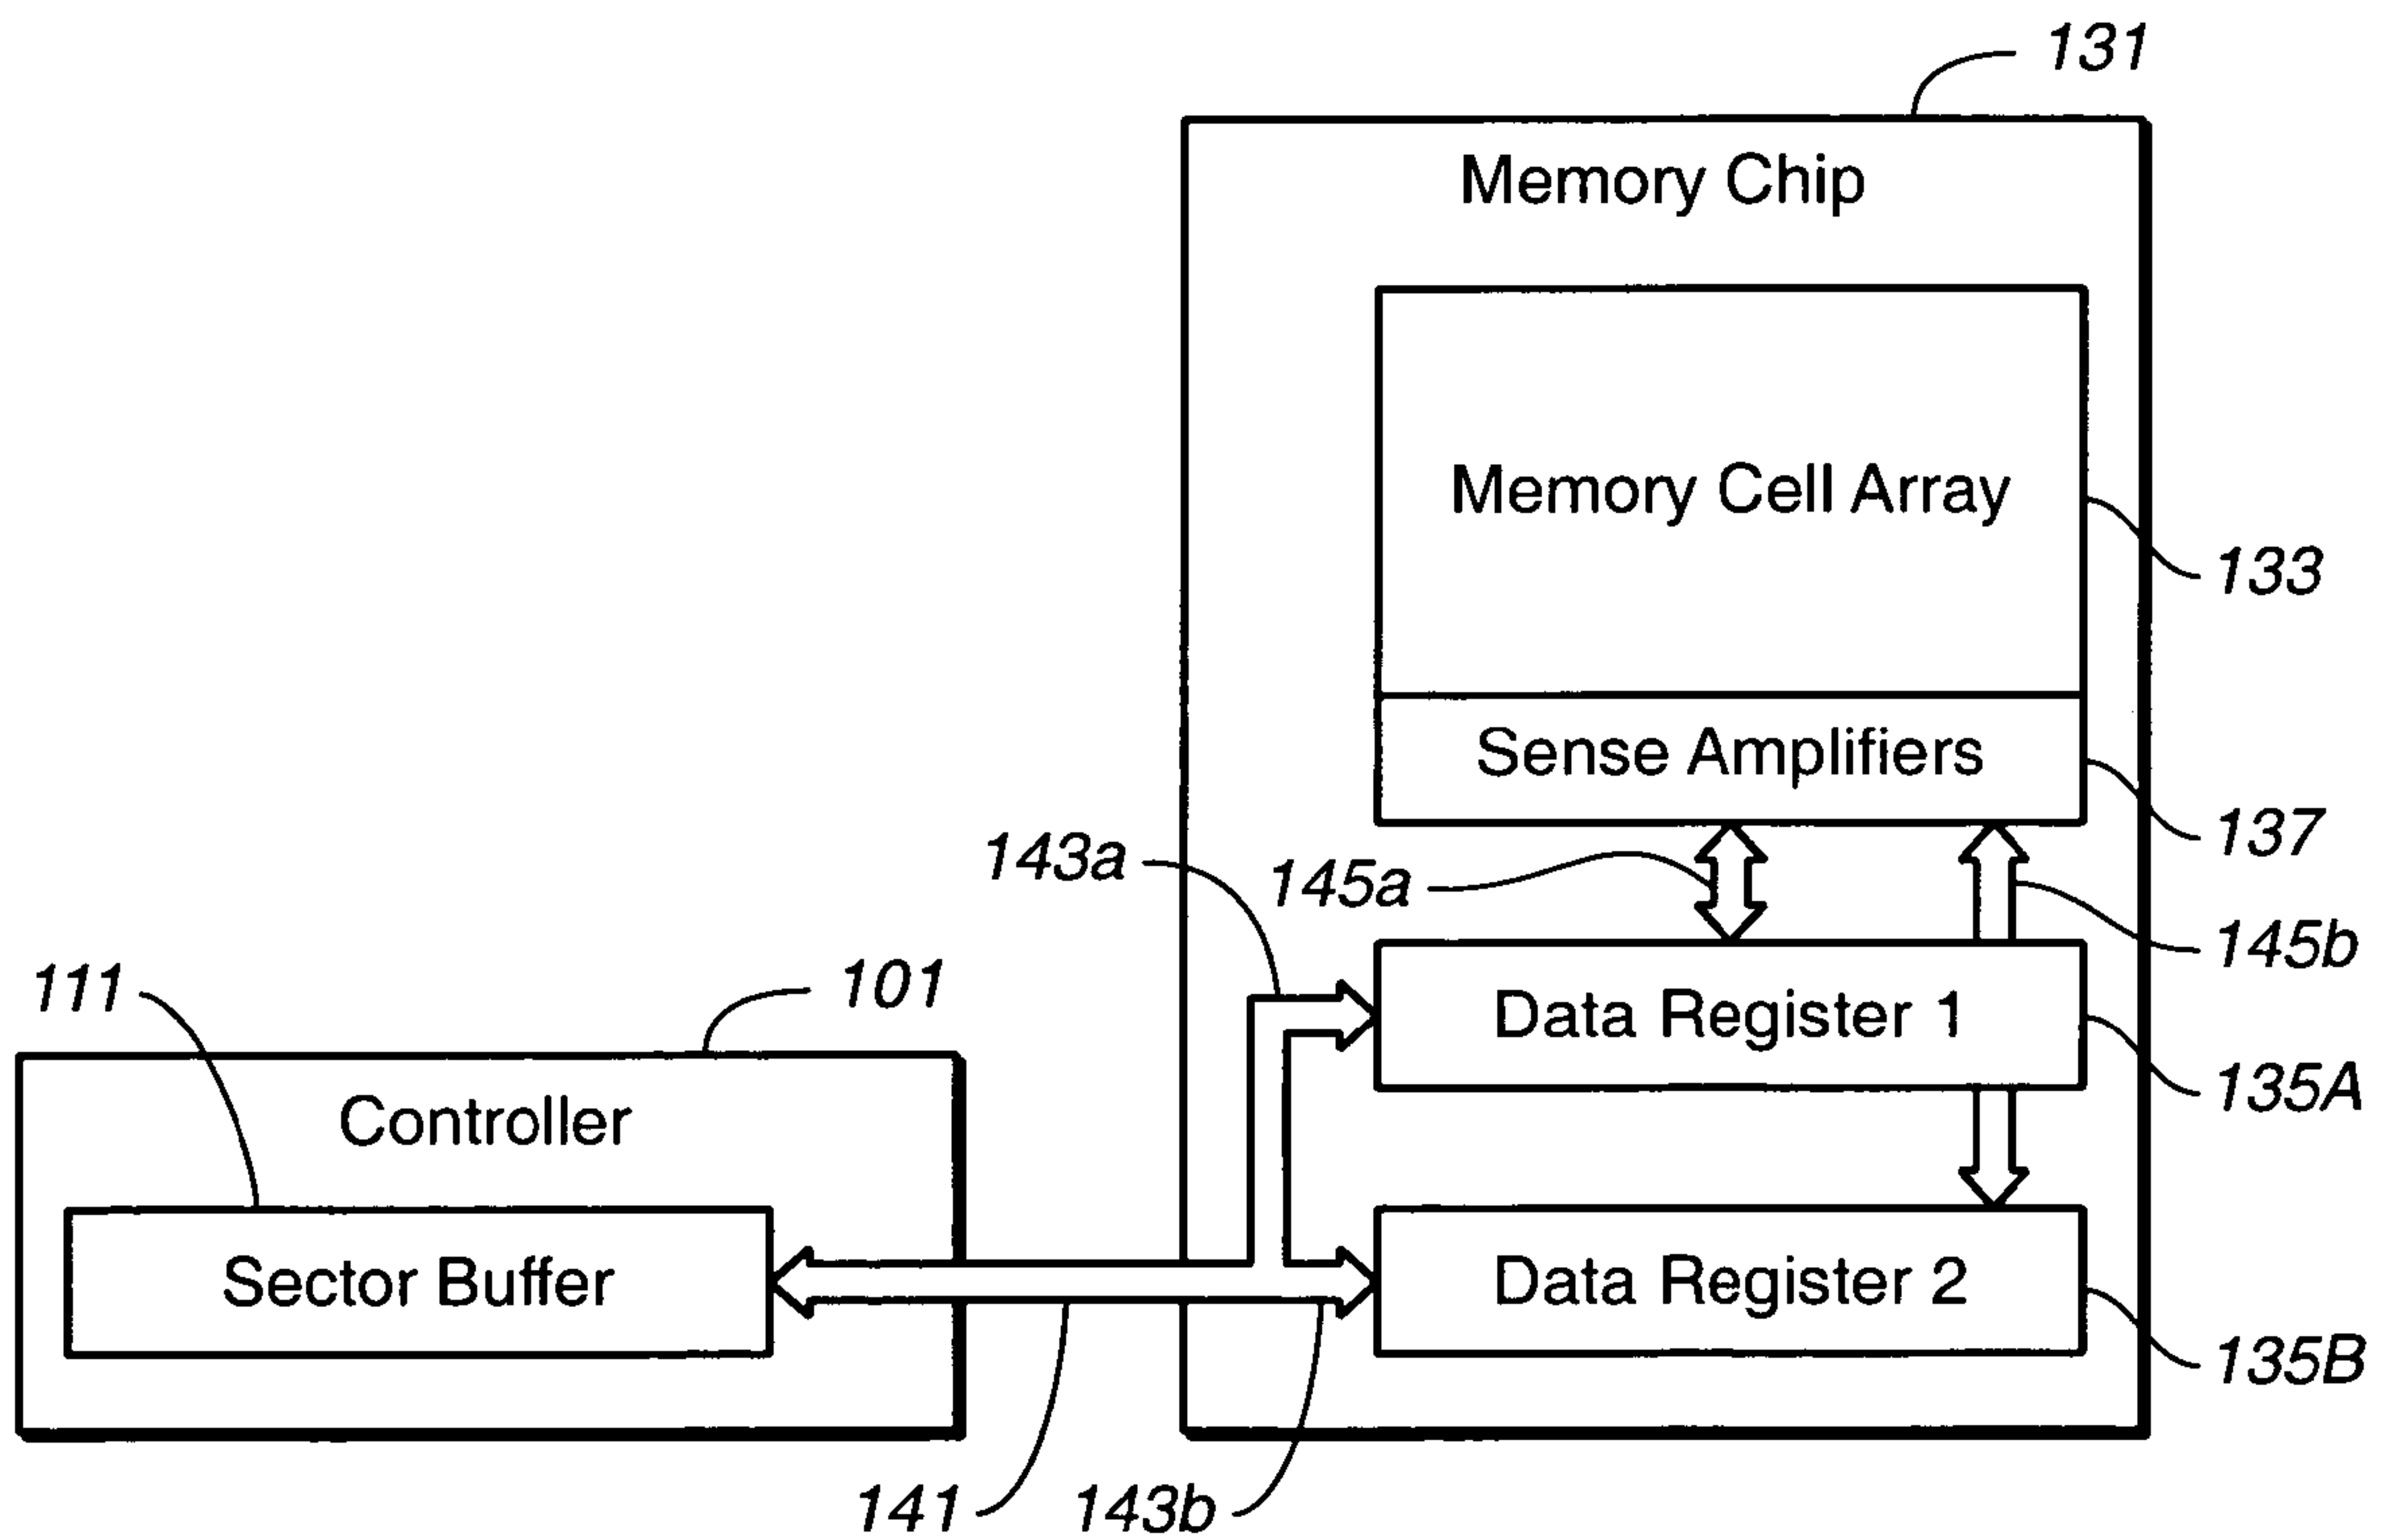 131
Memory Chip
Memory Cell Array
133
Sense Amplifiers
137
143a
145a
145b
111
101
Data Register 1
135A
Controller
Sector Buffer
Data Register 2
135B
141
143b